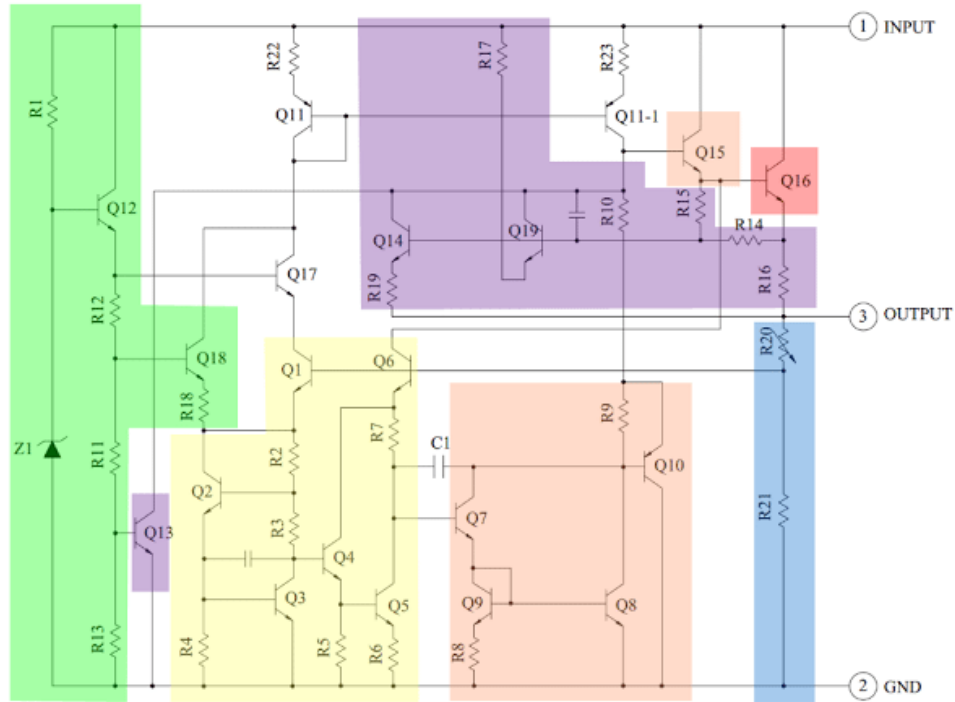 1 INPUT
R22
R17
R23
R1
Q11
Q11-1
Q15
Q16
Q12
R10
R15
R14
Q14
Q19
Q17
R19
R16
R12
3 OUTPUT
R20
Q18
Q1
Q6
R18
R7
R9
C1
Z1
R11
R2
Q10
Q2
R21
R3
Q7
Q13
Q4
Q3
Q5
Q9
Q8
R13
R4
R5
R6
R8
2 GND